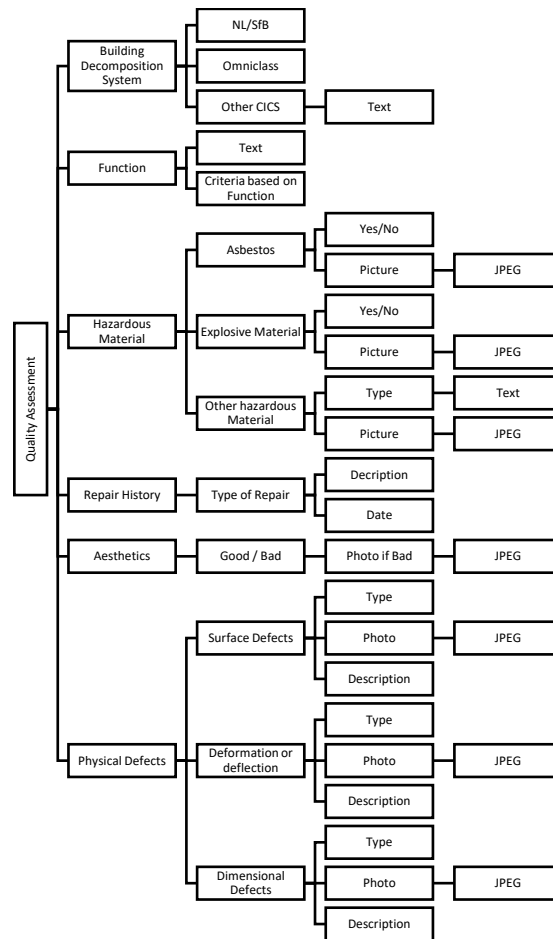 Quality Assessment
Building
Decomposition
System
NL/SfB
Omniclass
Other CICS
Text
Function
Text
Criteria based on
Function
Hazardous
Material
Asbestos
Yes/No
Picture
JPEG
Explosive Material
Yes/No
Picture
JPEG
Other hazardous
Material
Type
Text
Picture
JPEG
Repair History
Type of Repair
Decription
Date
Aesthetics
Good / Bad
Photo if Bad
JPEG
Physical Defects
Surface Defects
Type
Photo
JPEG
Description
Deformation or
deflection
Type
Photo
JPEG
Description
Dimensional
Defects
Type
Photo
JPEG
Description